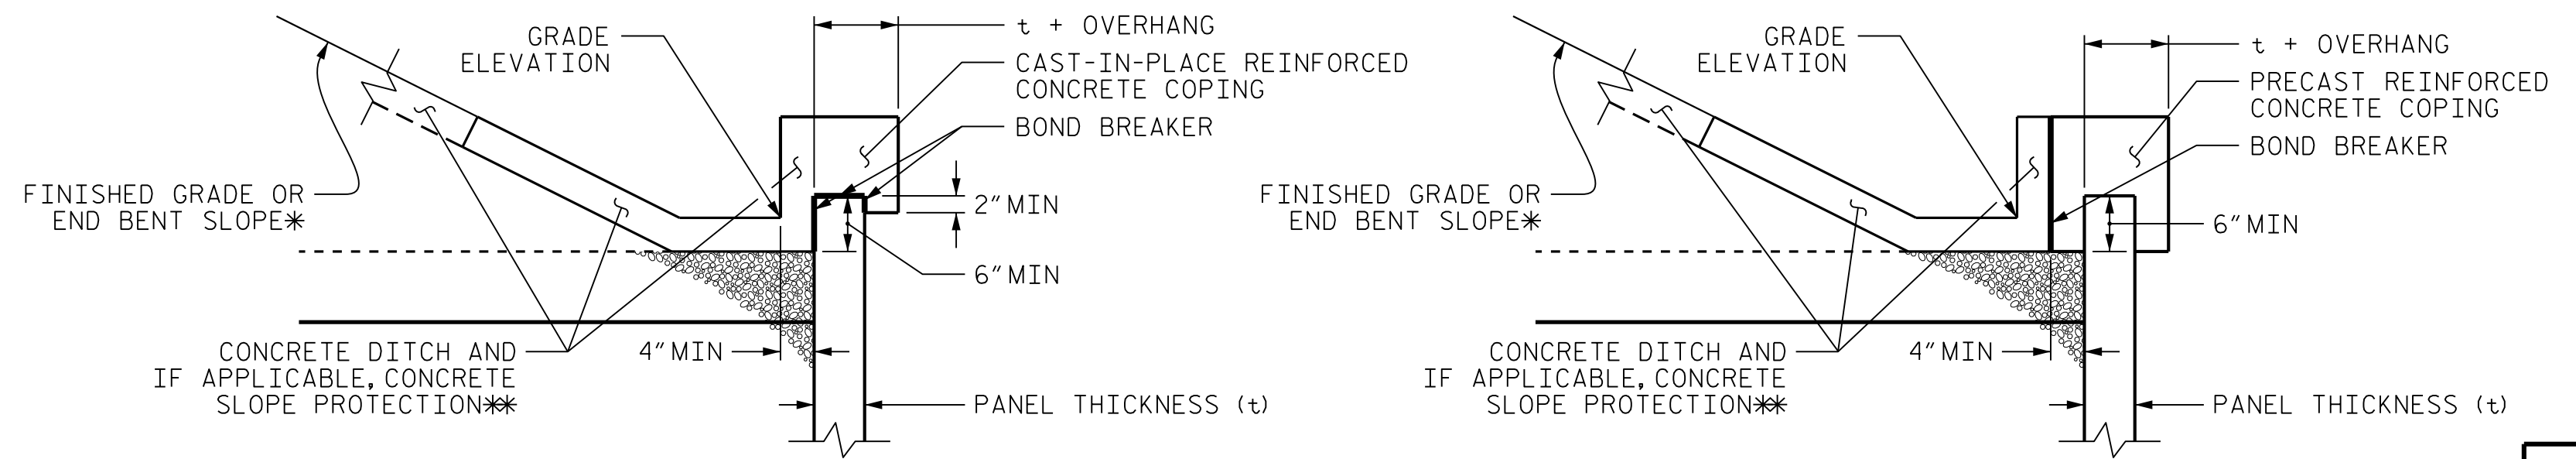 GRADE
ELEVATION
t + OVERHANG
CAST-IN-PLACE REINFORCED
CONCRETE COPING
BOND BREAKER
FINISHED GRADE OR
END BENT SLOPE*
2" MIN
6" MIN
CONCRETE DITCH AND
IF APPLICABLE, CONCRETE
SLOPE PROTECTION**
4" MIN
PANEL THICKNESS (t)
GRADE
ELEVATION
t + OVERHANG
PRECAST REINFORCED
CONCRETE COPING
BOND BREAKER
FINISHED GRADE OR
END BENT SLOPE*
6" MIN
CONCRETE DITCH AND
IF APPLICABLE, CONCRETE
SLOPE PROTECTION**
4" MIN
PANEL THICKNESS (t)